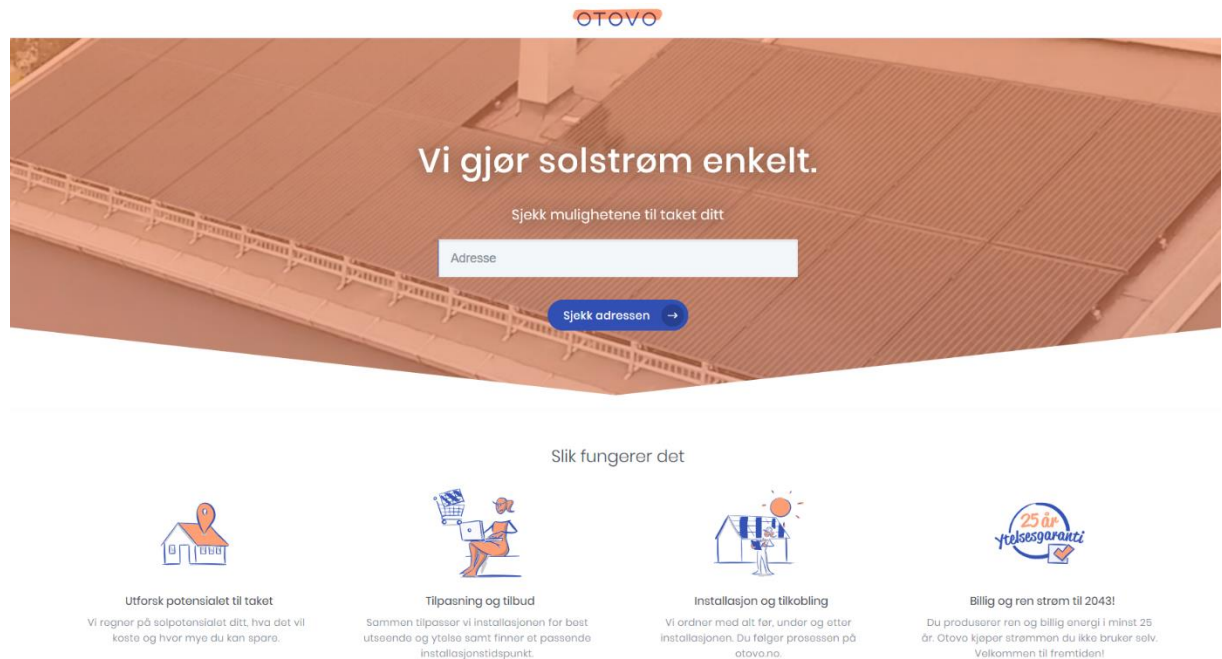 OTOVO
Vi gjør solstrøm enkelt.
Sjekk mulighetene til taket ditt
Adresse
Sjekk adressen →
Slik fungerer det
25 år
ytelsesgaranti
Utforsk potensialet til taket
Vi regner på solpotensialet ditt, hva det vil
koste og hvor mye du kan spare.
Tilpasning og tilbud
Sammen tilpasser vi installasjonen for best
utseende og ytelse samt finner et passende
installasjonstidspunkt.
Installasjon og tilkobling
Vi ordner med alt før, under og etter
installasjonen. Du følger prosessen på
otovo.no.
Billig og ren strøm til 2043!
Du produserer ren og billig energi i minst 25
år. Otovo kjøper strømmen du ikke bruker selv.
Velkommen til fremtiden!